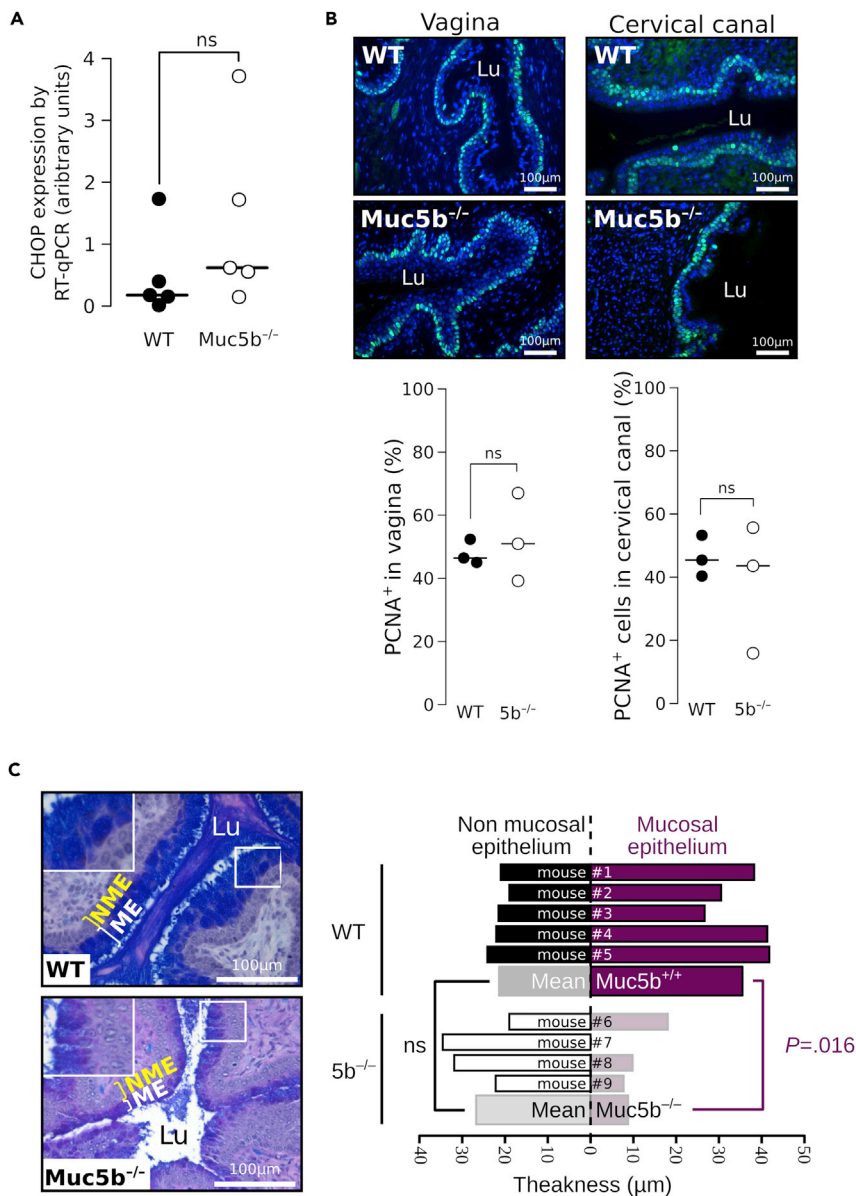 A
ns
CHOP expression by
RT-qPCR (aribtrary units)
4
3
2
1
0
WT
Muc5b⁻/⁻
B
Vagina
Cervical canal
WT
Lu
100μm
WT
Lu
100μm
Muc5b⁻/⁻
Lu
100μm
Muc5b⁻/⁻
Lu
100μm
PCNA⁺ in vagina (%)
100
80
60
40
20
0
ns
WT
5b⁻/⁻
PCNA⁺ cells in cervical canal (%)
100
80
60
40
20
0
ns
WT
5b⁻/⁻
C
Lu
NME
ME
WT
100μm
NME
ME
Lu
Muc5b⁻/⁻
100μm
Non mucosal
epithelium
Mucosal
epithelium
WT
mouse #1
mouse #2
mouse #3
mouse #4
mouse #5
Mean Muc5b⁺/⁺
5b⁻/⁻
mouse #6
mouse #7
mouse #8
mouse #9
Mean Muc5b⁻/⁻
ns
P=.016
40 30 20 10 0 10 20 30 40 50
Theakness (μm)